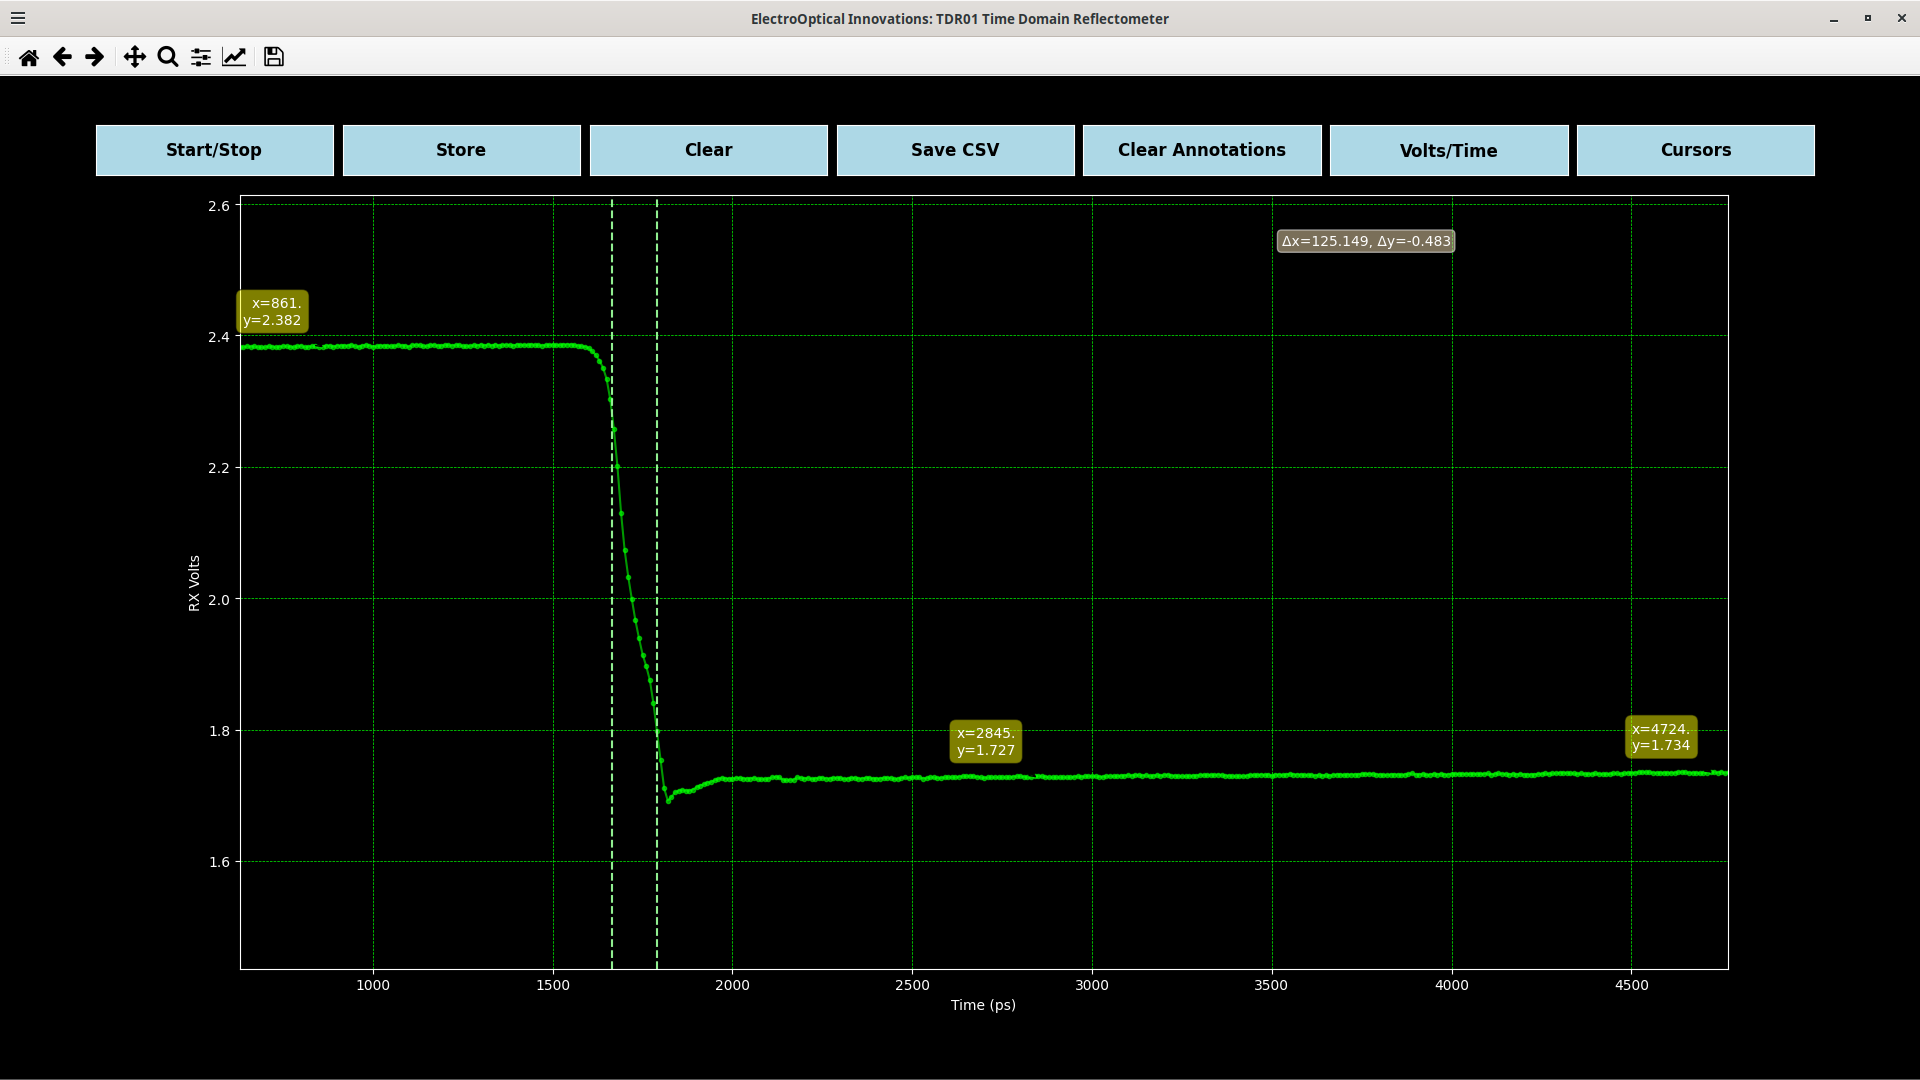 ElectroOptical Innovations: TDR01 Time Domain Reflectometer
Start/Stop
Store
Clear
Save CSV
Clear Annotations
Volts/Time
Cursors
Δx=125.149, Δy=-0.483
x=861.
y=2.382
x=2845.
y=1.727
x=4724.
y=1.734
RX Volts
2.6
2.4
2.2
2.0
1.8
1.6
1000
1500
2000
2500
3000
3500
4000
4500
Time (ps)